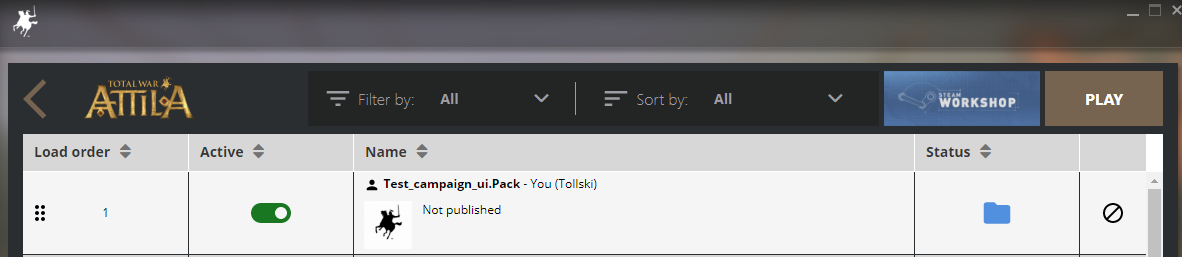 TOTAL WAR
ATTILA
Filter by: All
Sort by: All
STEAM
WORKSHOP
PLAY
Load order Active Name Status
Test_campaign_ui.Pack - You (Tollski)
1
Not published